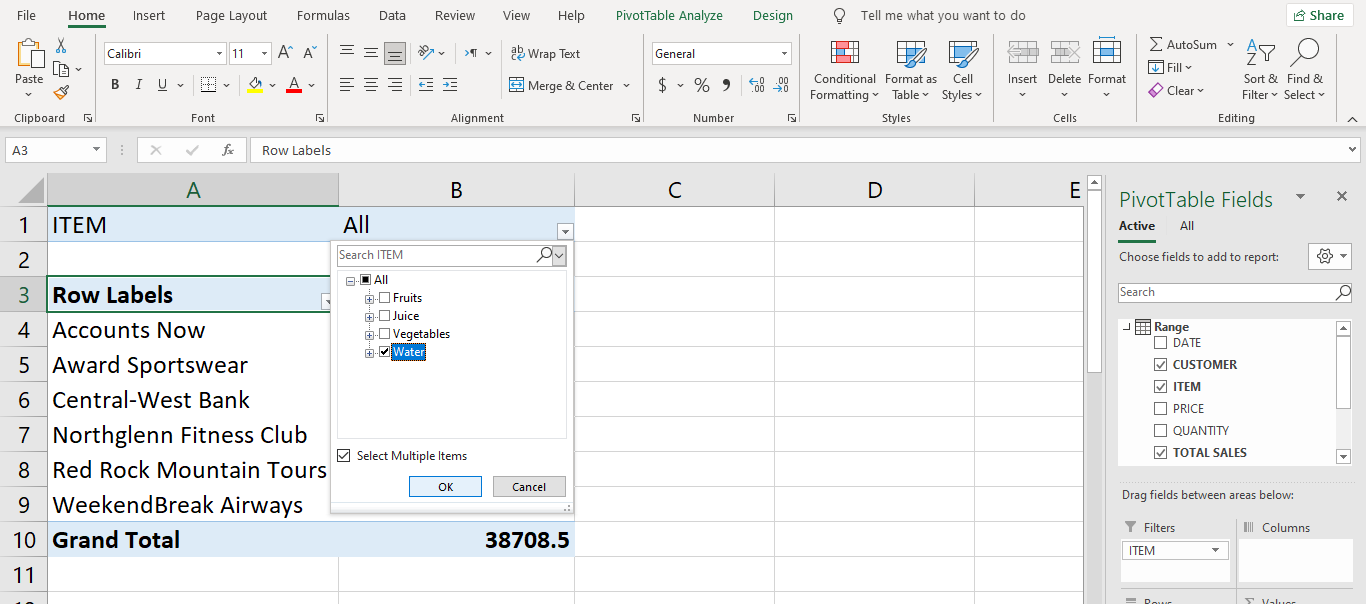 File Home Insert Page Layout Formulas Data Review View Help PivotTable Analyze Design Tell me what you want to do Share
Paste
Clipboard
Calibri 11
B I U A
Font
Wrap Text
Merge & Center
Alignment
General
$ % 9
Number
Conditional Formatting
Format as Table
Cell Styles
Styles
Insert Delete Format
Cells
AutoSum
Fill
Clear
Sort & Filter
Find & Select
Editing
A3 fx Row Labels
A B C D E
1 ITEM All
2
3 Row Labels
4 Accounts Now
5 Award Sportswear
6 Central-West Bank
7 Northglenn Fitness Club
8 Red Rock Mountain Tours
9 WeekendBreak Airways
10 Grand Total 38708.5
11
Search ITEM
All
Fruits
Juice
Vegetables
Water
Select Multiple Items
OK Cancel
PivotTable Fields
Active All
Choose fields to add to report:
Search
Range
DATE
CUSTOMER
ITEM
PRICE
QUANTITY
TOTAL SALES
Drag fields between areas below:
Filters Columns
ITEM
Rows Values